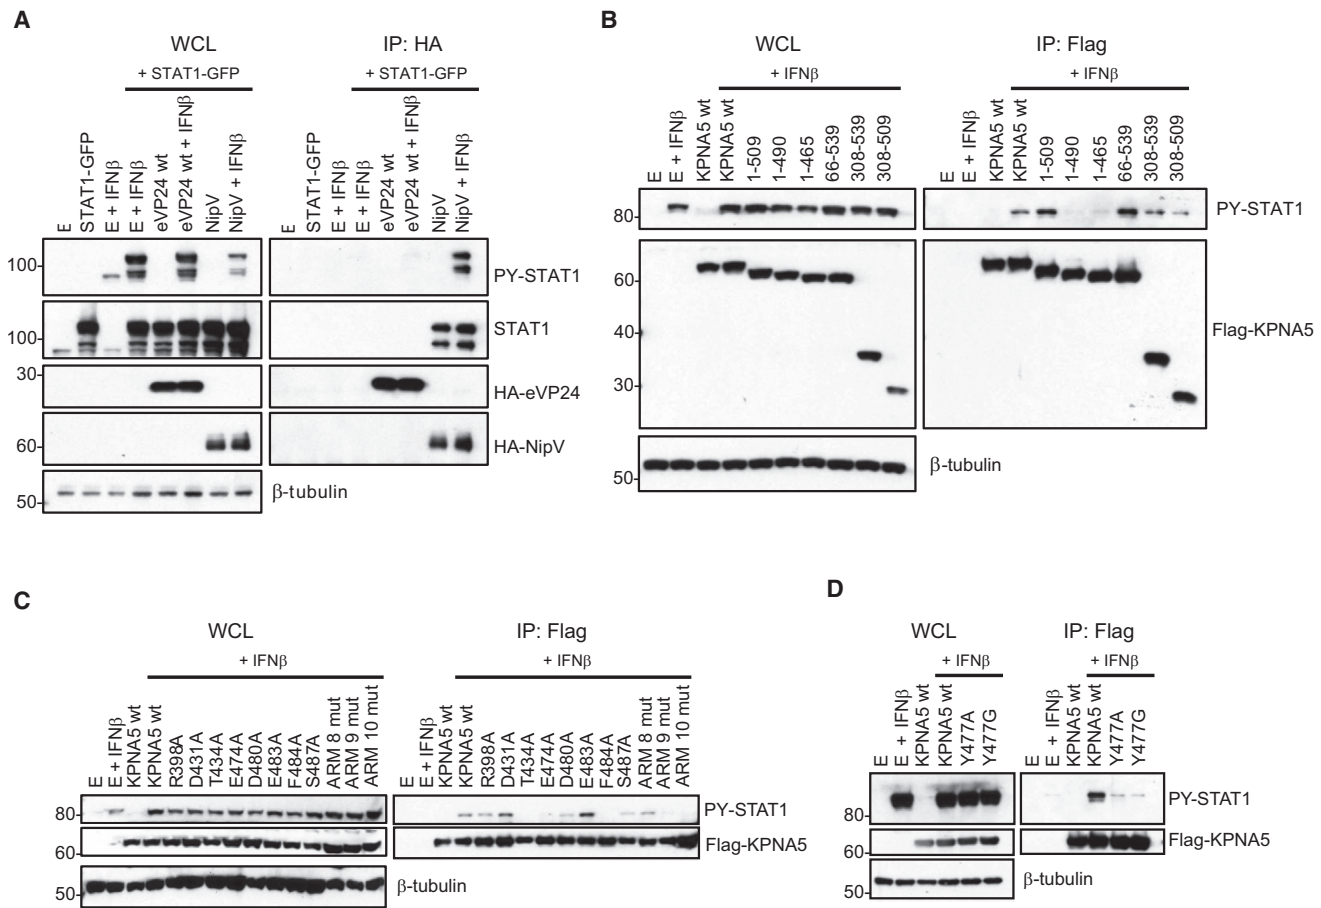 A
WCL
IP: HA
+ STAT1-GFP
+ STAT1-GFP
E
STAT1-GFP
E + IFNβ
E + IFNβ
eVP24 wt
eVP24 wt + IFNβ
NipV
NipV + IFNβ
E
STAT1-GFP
E + IFNβ
E + IFNβ
eVP24 wt
eVP24 wt + IFNβ
NipV
NipV + IFNβ
100
PY-STAT1
100
STAT1
30
HA-eVP24
60
HA-NipV
50
β-tubulin
B
WCL
IP: Flag
+ IFNβ
+ IFNβ
E
E + IFNβ
KPNA5 wt
KPNA5 wt
1-509
1-490
1-465
66-539
308-539
308-509
E
E + IFNβ
KPNA5 wt
KPNA5 wt
1-509
1-490
1-465
66-539
308-539
308-509
80
PY-STAT1
60
40
30
Flag-KPNA5
50
β-tubulin
C
WCL
IP: Flag
+ IFNβ
+ IFNβ
E
E + IFNβ
KPNA5 wt
KPNA5 wt
R398A
D431A
T434A
E474A
D480A
E483A
F484A
S487A
ARM 8 mut
ARM 9 mut
ARM 10 mut
E
E + IFNβ
KPNA5 wt
KPNA5 wt
R398A
D431A
T434A
E474A
D480A
E483A
F484A
S487A
ARM 8 mut
ARM 9 mut
ARM 10 mut
80
PY-STAT1
60
Flag-KPNA5
50
β-tubulin
D
WCL
IP: Flag
+ IFNβ
+ IFNβ
E
E + IFNβ
KPNA5 wt
KPNA5 wt
Y477A
Y477G
E
E + IFNβ
KPNA5 wt
KPNA5 wt
Y477A
Y477G
80
PY-STAT1
60
Flag-KPNA5
50
β-tubulin